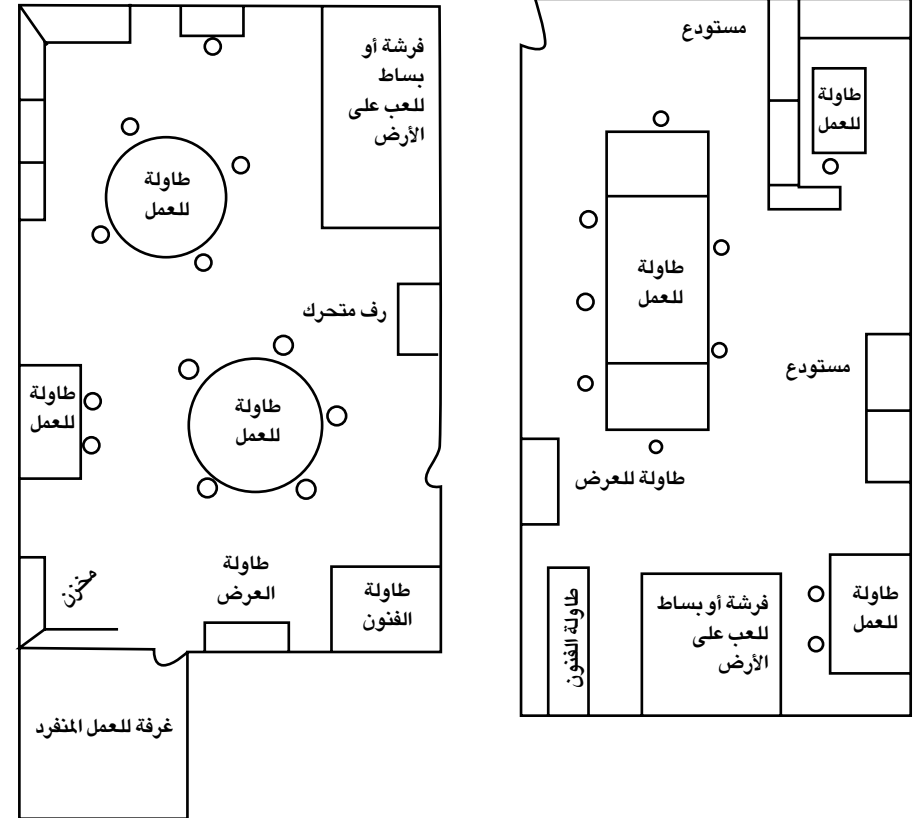 مستودع
طاولة
للعمل
طاولة
للعمل
مستودع
طاولة للعرض
طاولة الفنون
فرشة أو بساط
للعب على
الأرض
طاولة
للعمل
فرشة أو
بساط
للعب على
الأرض
طاولة
للعمل
رف متحرك
طاولة
للعمل
طاولة
للعمل
مخزن
طاولة
العرض
طاولة
الفنون
غرفة للعمل المنفرد